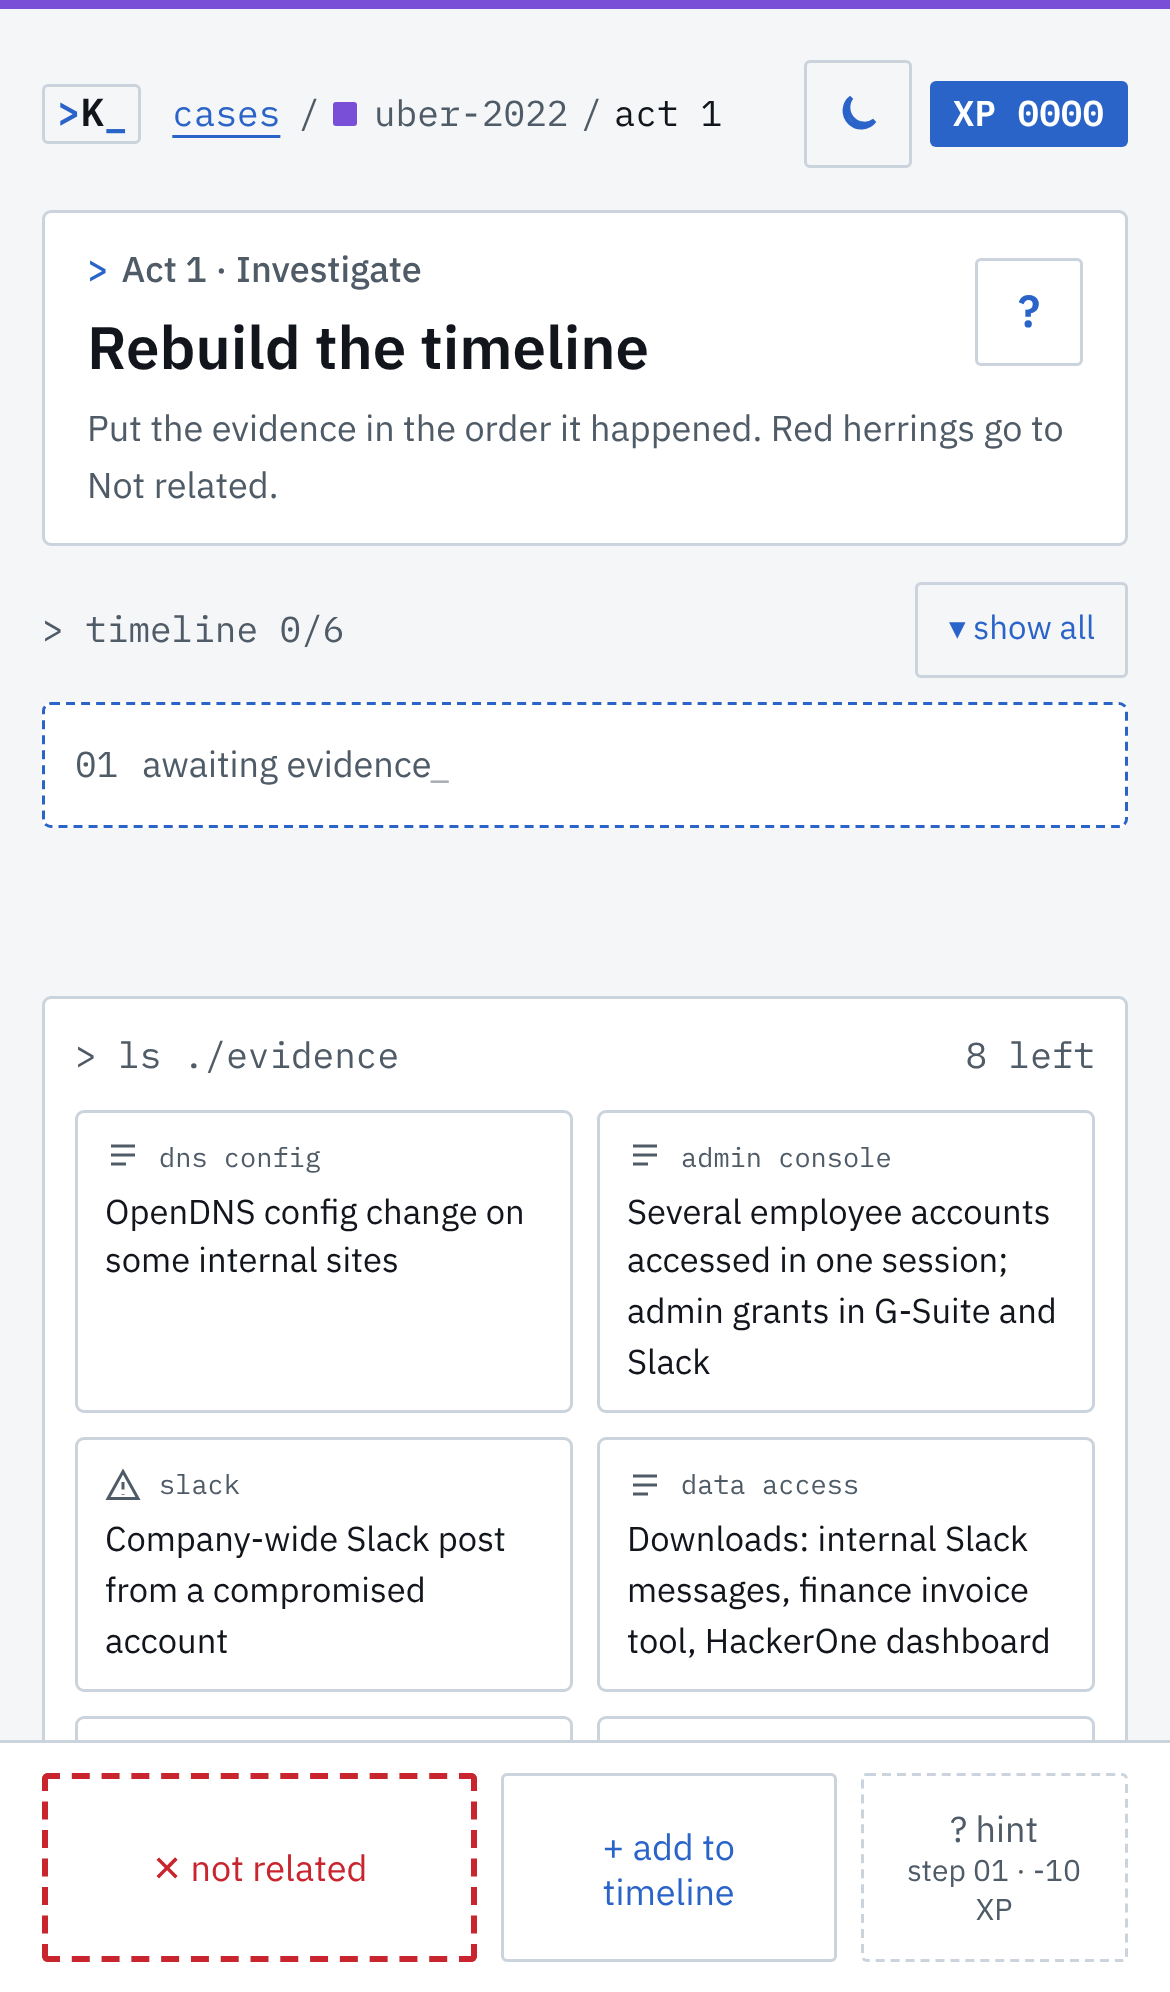 >K_ cases / uber-2022 / act 1 XP 0000
> Act 1 · Investigate
?
Rebuild the timeline
Put the evidence in the order it happened. Red herrings go to
Not related.
> timeline 0/6 ▾ show all
01 awaiting evidence_
> ls ./evidence 8 left
dns config
OpenDNS config change on
some internal sites
admin console
Several employee accounts
accessed in one session;
admin grants in G-Suite and
Slack
slack
Company-wide Slack post
from a compromised
account
data access
Downloads: internal Slack
messages, finance invoice
tool, HackerOne dashboard
✕ not related
+ add to
timeline
? hint
step 01 · -10
XP